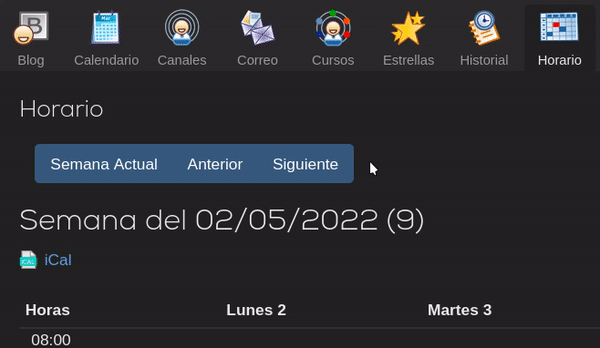 Blog Calendario Canales Correo Cursos Estrellas Historial Horario
Horario
Semana Actual Anterior Siguiente
Semana del 02/05/2022 (9)
iCal
Horas Lunes 2 Martes 3
08:00